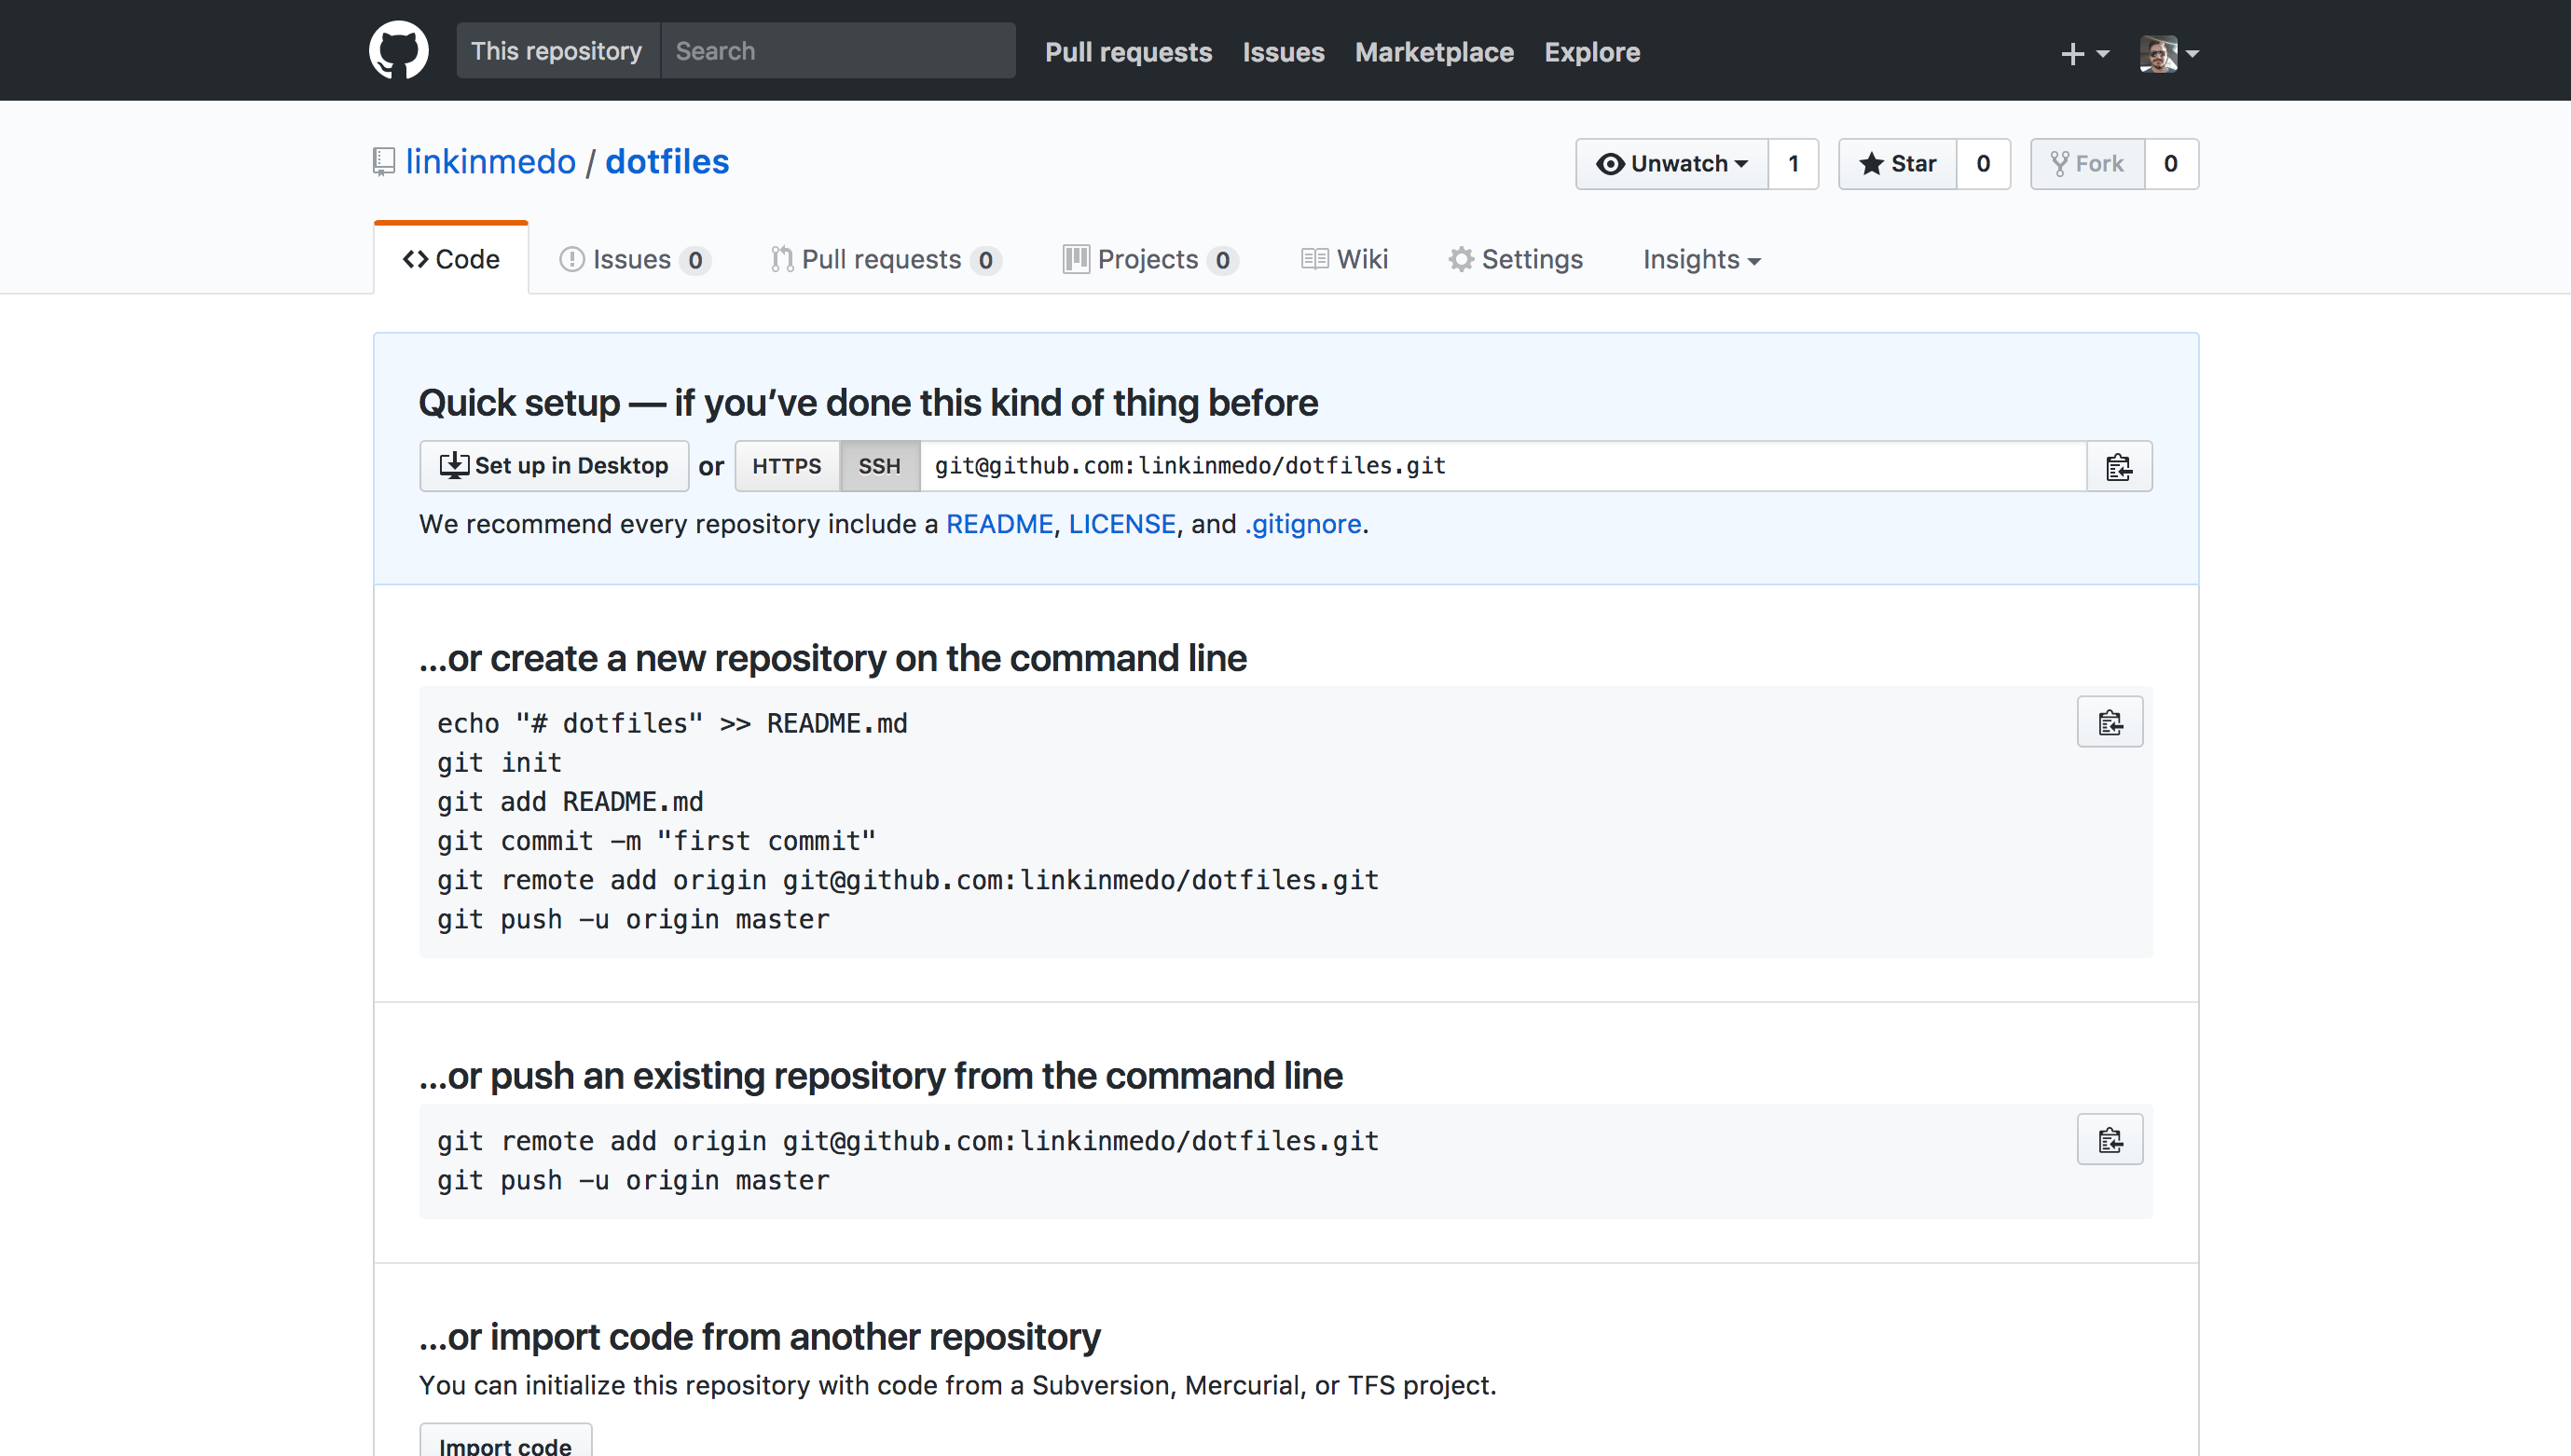 This repository Search Pull requests Issues Marketplace Explore
linkinmedo / dotfiles Unwatch 1 Star 0 Fork 0
Code Issues 0 Pull requests 0 Projects 0 Wiki Settings Insights
Quick setup — if you’ve done this kind of thing before
Set up in Desktop or HTTPS SSH git@github.com:linkinmedo/dotfiles.git
We recommend every repository include a README, LICENSE, and .gitignore.
…or create a new repository on the command line
echo "# dotfiles" >> README.md
git init
git add README.md
git commit -m "first commit"
git remote add origin git@github.com:linkinmedo/dotfiles.git
git push -u origin master
…or push an existing repository from the command line
git remote add origin git@github.com:linkinmedo/dotfiles.git
git push -u origin master
…or import code from another repository
You can initialize this repository with code from a Subversion, Mercurial, or TFS project.
Import code